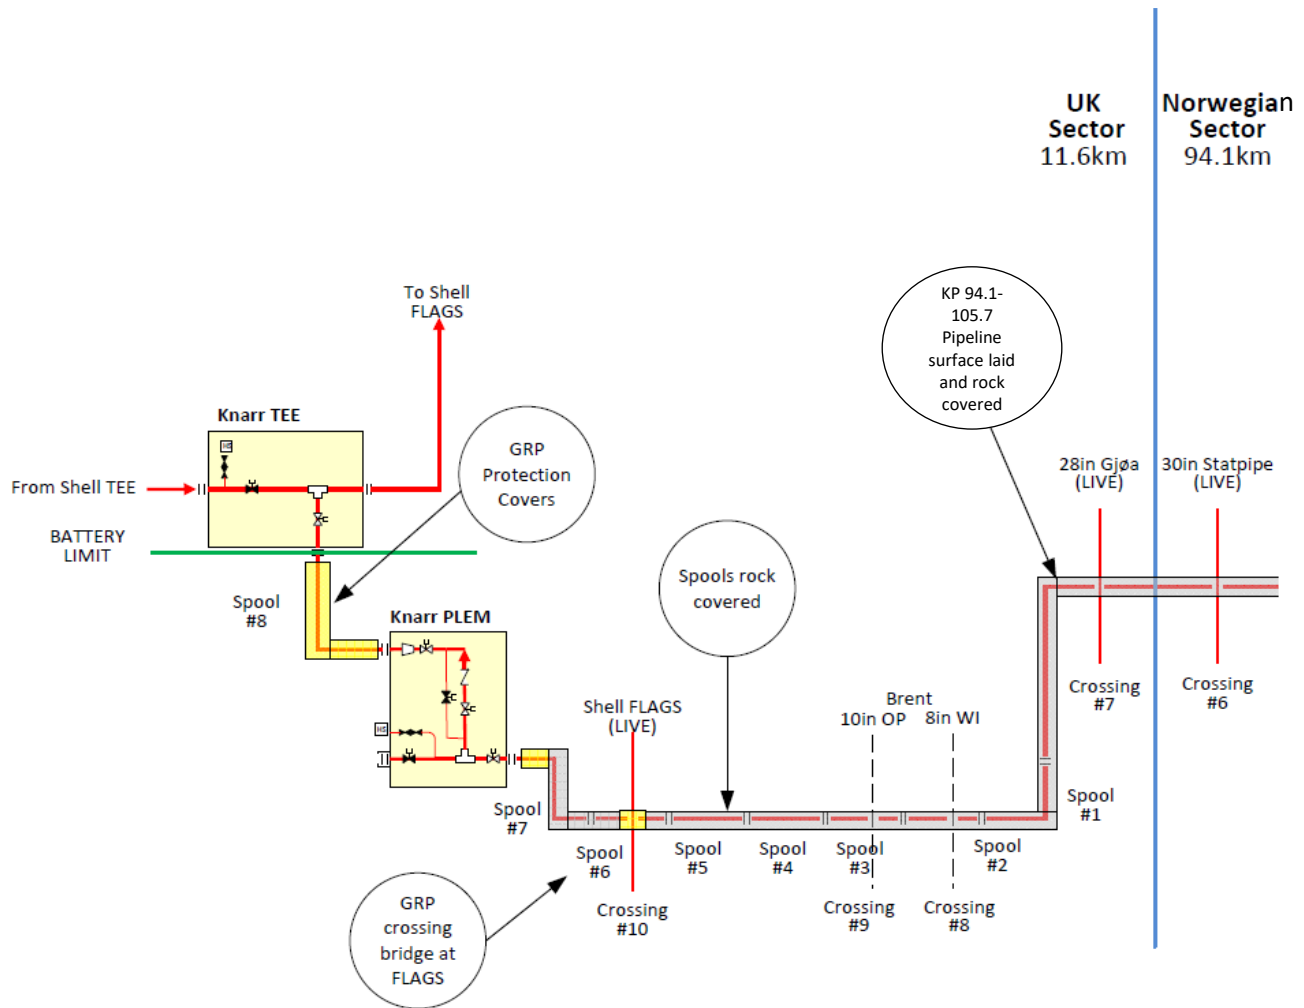 UK
Sector
11.6km
Norwegian
Sector
94.1km
To Shell
FLAGS
KP 94.1-
105.7
Pipeline
surface laid
and rock
covered
Knarr TEE
HS
GRP
Protection
Covers
28in Gjøa
(LIVE)
30in Statpipe
(LIVE)
From Shell TEE
BATTERY
LIMIT
Spools rock
covered
Spool
#8
Knarr PLEM
HS
Crossing
#7
Crossing
#6
Shell FLAGS
(LIVE)
Brent
10in OP
8in WI
Spool
#7
Spool
#1
Spool
#6
Spool
#5
Spool
#4
Spool
#3
Spool
#2
GRP
crossing
bridge at
FLAGS
Crossing
#10
Crossing
#9
Crossing
#8